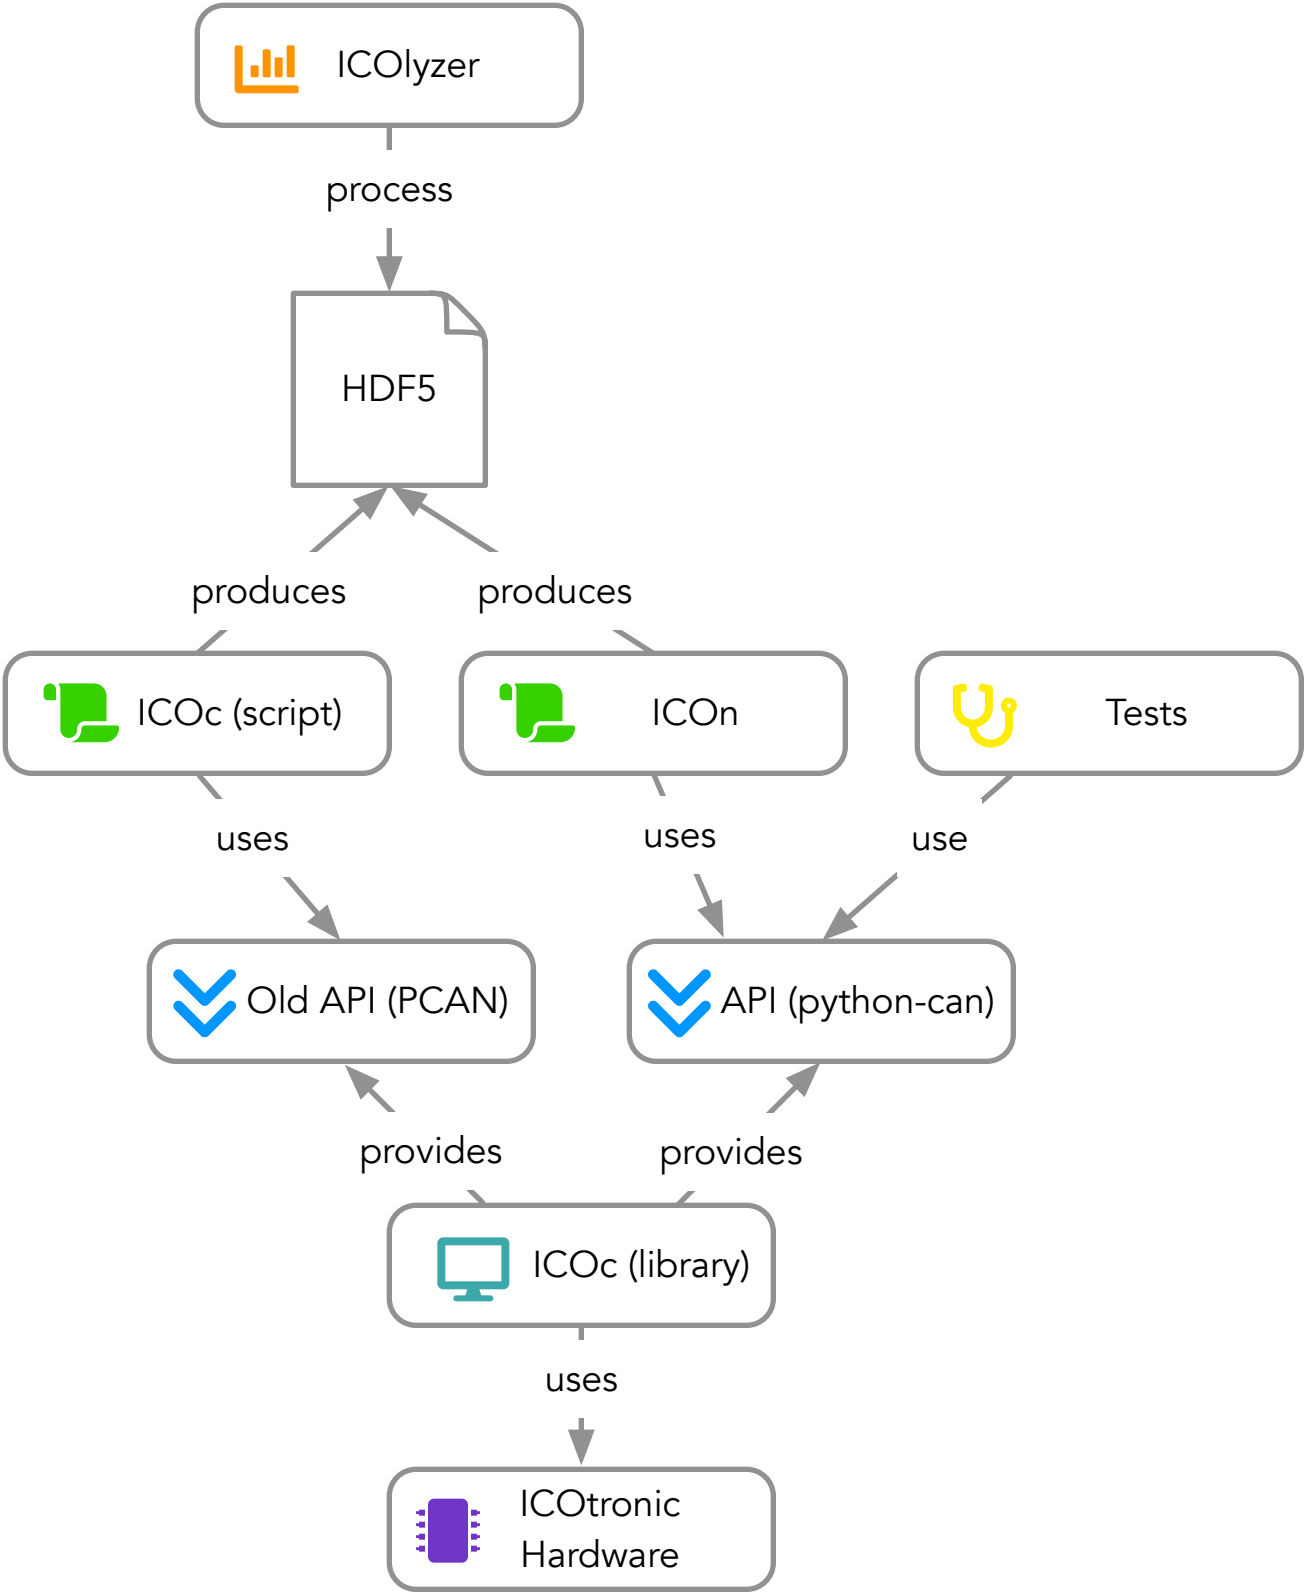 ICOlyzer
process
HDF5
produces
produces
ICOc (script)
ICOn
Tests
uses
uses
use
Old API (PCAN)
API (python-can)
provides
provides
ICOc (library)
uses
ICOtronic
Hardware